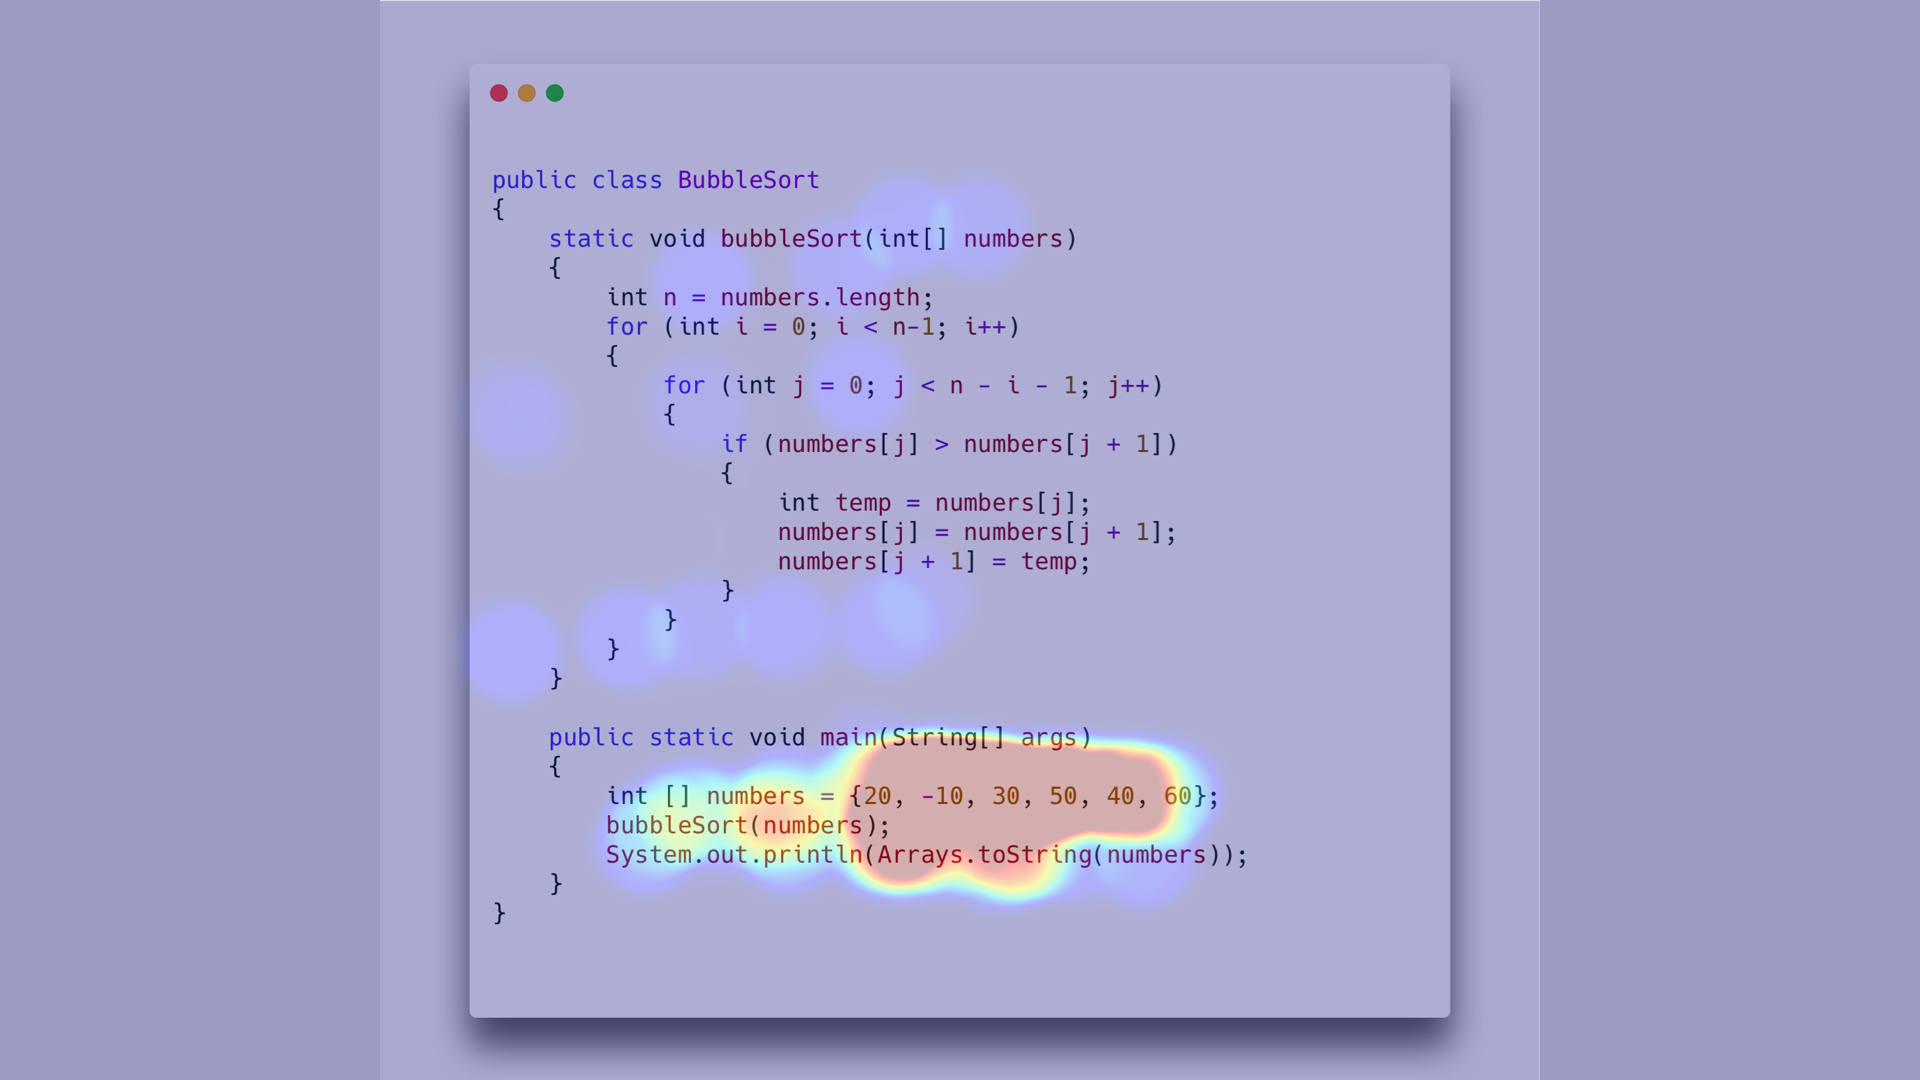 public class BubbleSort
{
    static void bubbleSort(int[] numbers)
    {
        int n = numbers.length;
        for (int i = 0; i < n-1; i++)
        {
            for (int j = 0; j < n - i - 1; j++)
            {
                if (numbers[j] > numbers[j + 1])
                {
                    int temp = numbers[j];
                    numbers[j] = numbers[j + 1];
                    numbers[j + 1] = temp;
                }
            }
        }
    }

    public static void main(String[] args)
    {
        int [] numbers = {20, -10, 30, 50, 40, 60};
        bubbleSort(numbers);
        System.out.println(Arrays.toString(numbers));
    }
}